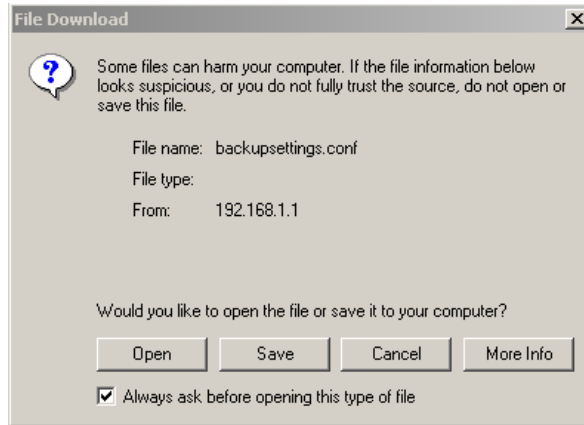 File Download
Some files can harm your computer. If the file information below
looks suspicious, or you do not fully trust the source, do not open or
save this file.
File name: backupsettings.conf
File type:
From: 192.168.1.1
Would you like to open the file or save it to your computer?
Open Save Cancel More Info
Always ask before opening this type of file